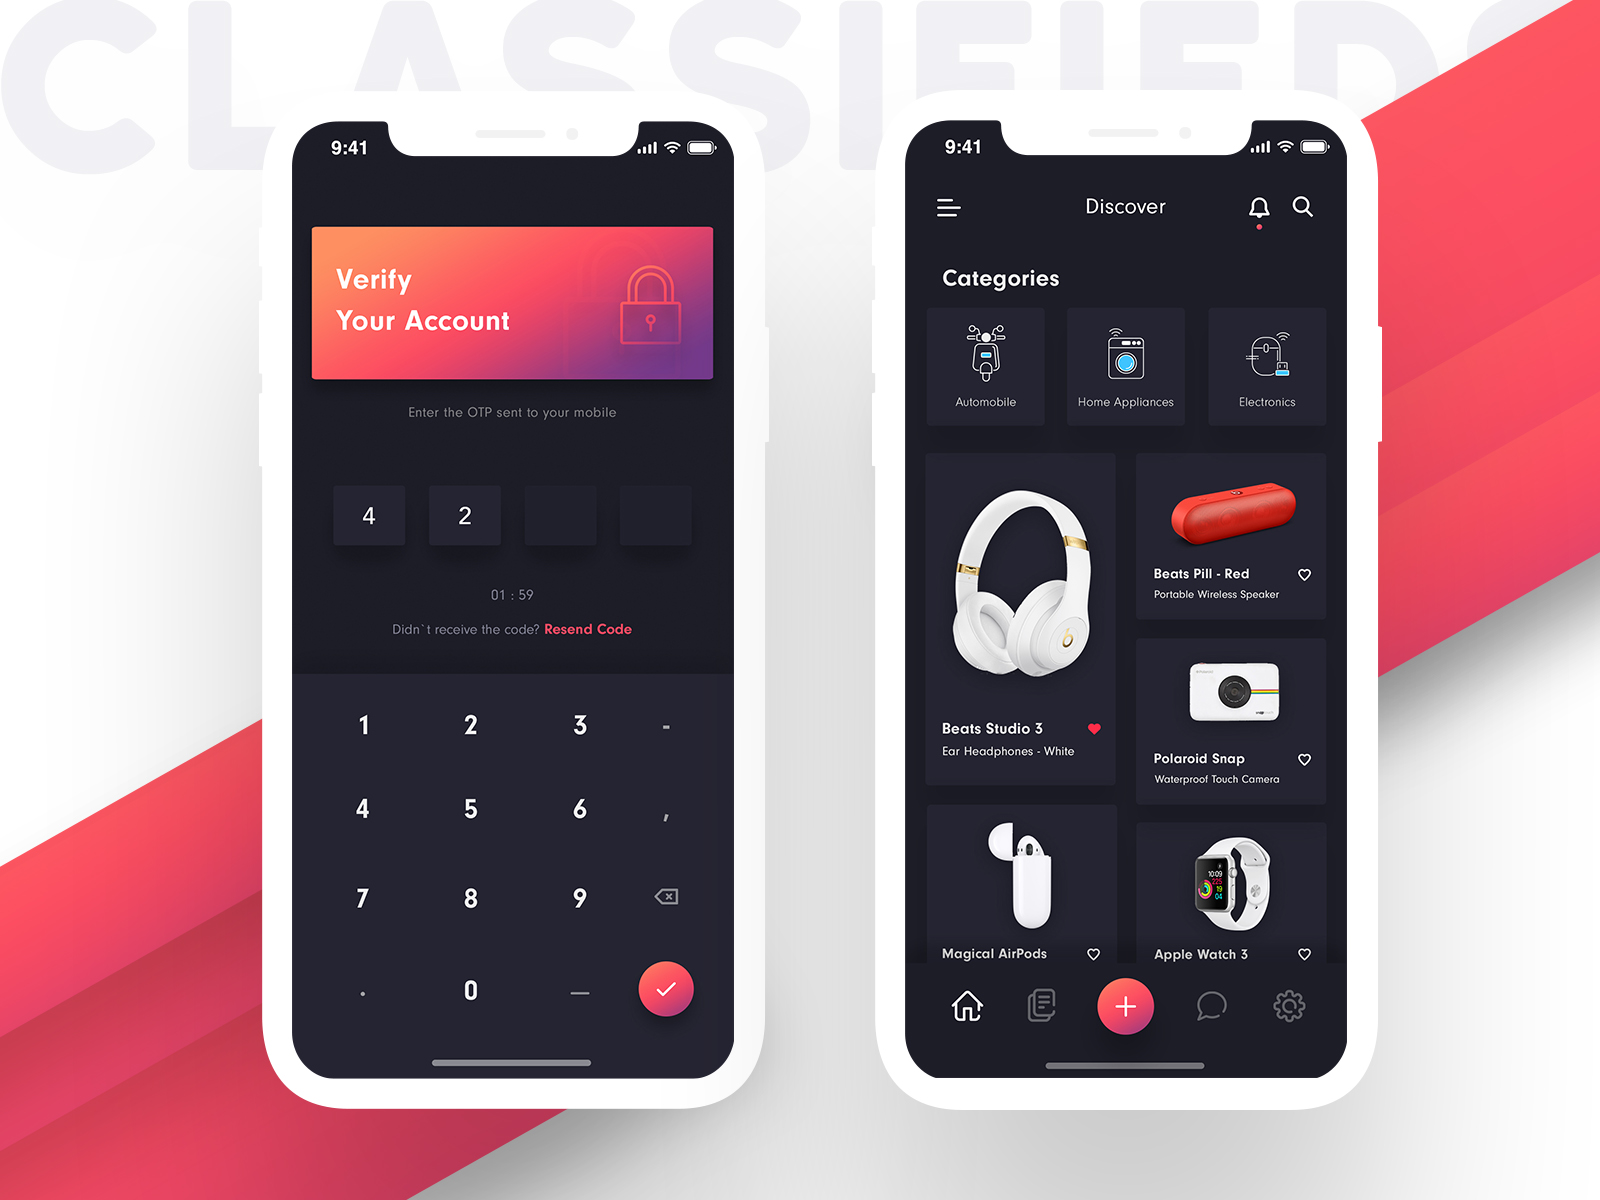 CLASSIFIEDS
9:41
Verify
Your Account
Enter the OTP sent to your mobile
4 2
01 : 59
Didn`t receive the code? Resend Code
1 2 3 -
4 5 6 ,
7 8 9
. 0 _
9:41
Discover
Categories
Automobile
Home Appliances
Electronics
Beats Studio 3
Ear Headphones - White
Beats Pill - Red
Portable Wireless Speaker
Polaroid Snap
Waterproof Touch Camera
Magical AirPods
10:09
Apple Watch 3